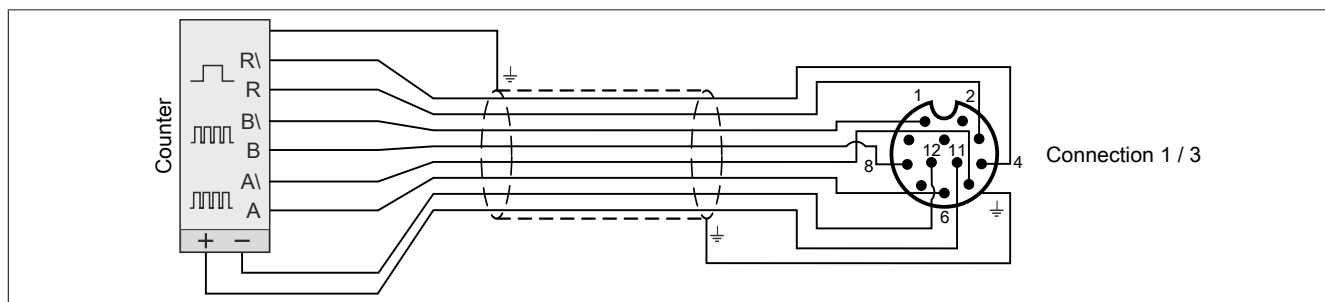 Counter
R\
R
B\
B
A\
A
+ −
1 2
12 11
8 4
6
Connection 1 / 3